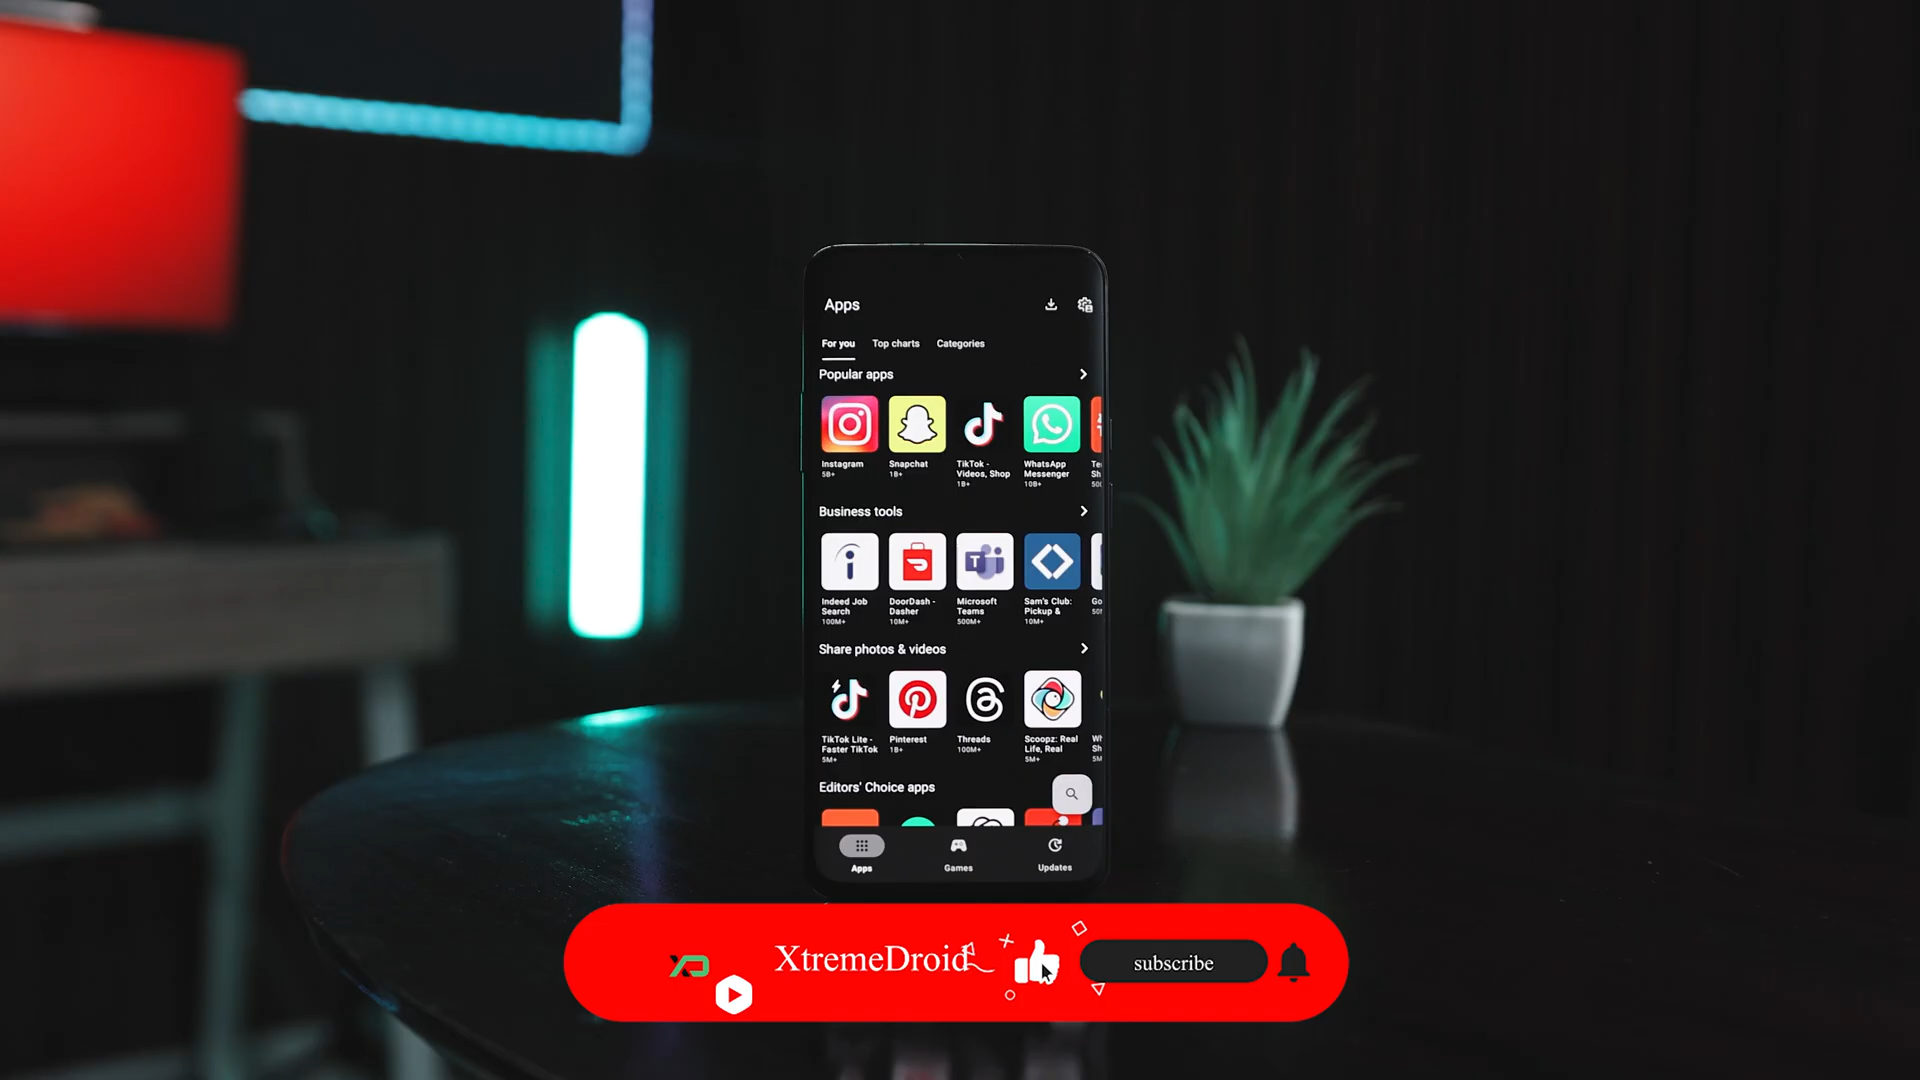 Apps
For you Top charts Categories
Popular apps
Instagram
5B+
Snapchat
1B+
TikTok -
Videos, Shop
1B+
WhatsApp
Messenger
10B+
Business tools
Indeed Job
Search
100M+
DoorDash -
Dasher
10M+
Microsoft
Teams
500M+
Sam's Club:
Pickup &
10M+
Share photos & videos
TikTok Lite -
Faster TikTok
5M+
Pinterest
1B+
Threads
100M+
Scoopz: Real
Life, Real
5M+
Editors' Choice apps
Apps Games Updates
XD XtremeDroid subscribe